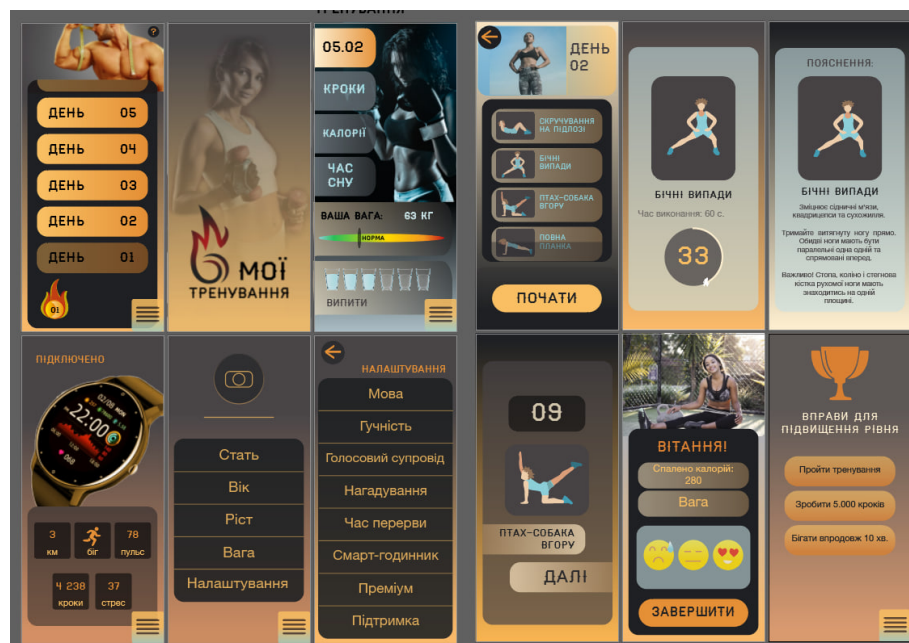 ТРЕНУВАННЯ
?
ДЕНЬ 05
ДЕНЬ 04
ДЕНЬ 03
ДЕНЬ 02
ДЕНЬ 01
01
МОЇ
ТРЕНУВАННЯ
05.02
КРОКИ
КАЛОРІЇ
ЧАС
СНУ
ВАША ВАГА: 63 КГ
НОРМА
ВИПИТИ
ДЕНЬ
02
СКРУЧУВАННЯ
НА ПІДЛОЗІ
БІЧНІ
ВИПАДИ
ПТАХ-СОБАКА
ВГОРУ
ПОВНА
ПЛАНКА
ПОЧАТИ
БІЧНІ ВИПАДИ
Час виконання: 60 с.
33
ПОЯСНЕННЯ:
БІЧНІ ВИПАДИ
Зміцнює сідничні м'язи,
квадрицепси та сухожилля.
Тримайте витягнуту ногу прямо.
Обидві ноги мають бути
паралельні одна одній та
спрямовані вперед.
Важливо! Стопа, коліно і стегнова
кістка рухомої ноги мають
знаходитись на одній
площині.
ПІДКЛЮЧЕНО
22:00
3
км
біг
78
пульс
4 238
кроки
37
стрес
Стать
Вік
Ріст
Вага
Налаштування
НАЛАШТУВАННЯ
Мова
Гучність
Голосовий супровід
Нагадування
Час перерви
Смарт-годинник
Преміум
Підтримка
09
ПТАХ-СОБАКА
ВГОРУ
ДАЛІ
ВІТАННЯ!
Спалено калорій:
280
Вага
ЗАВЕРШИТИ
ВПРАВИ ДЛЯ
ПІДВИЩЕННЯ РІВНЯ
Пройти тренування
Зробити 5.000 кроків
Бігати впродовж 10 хв.